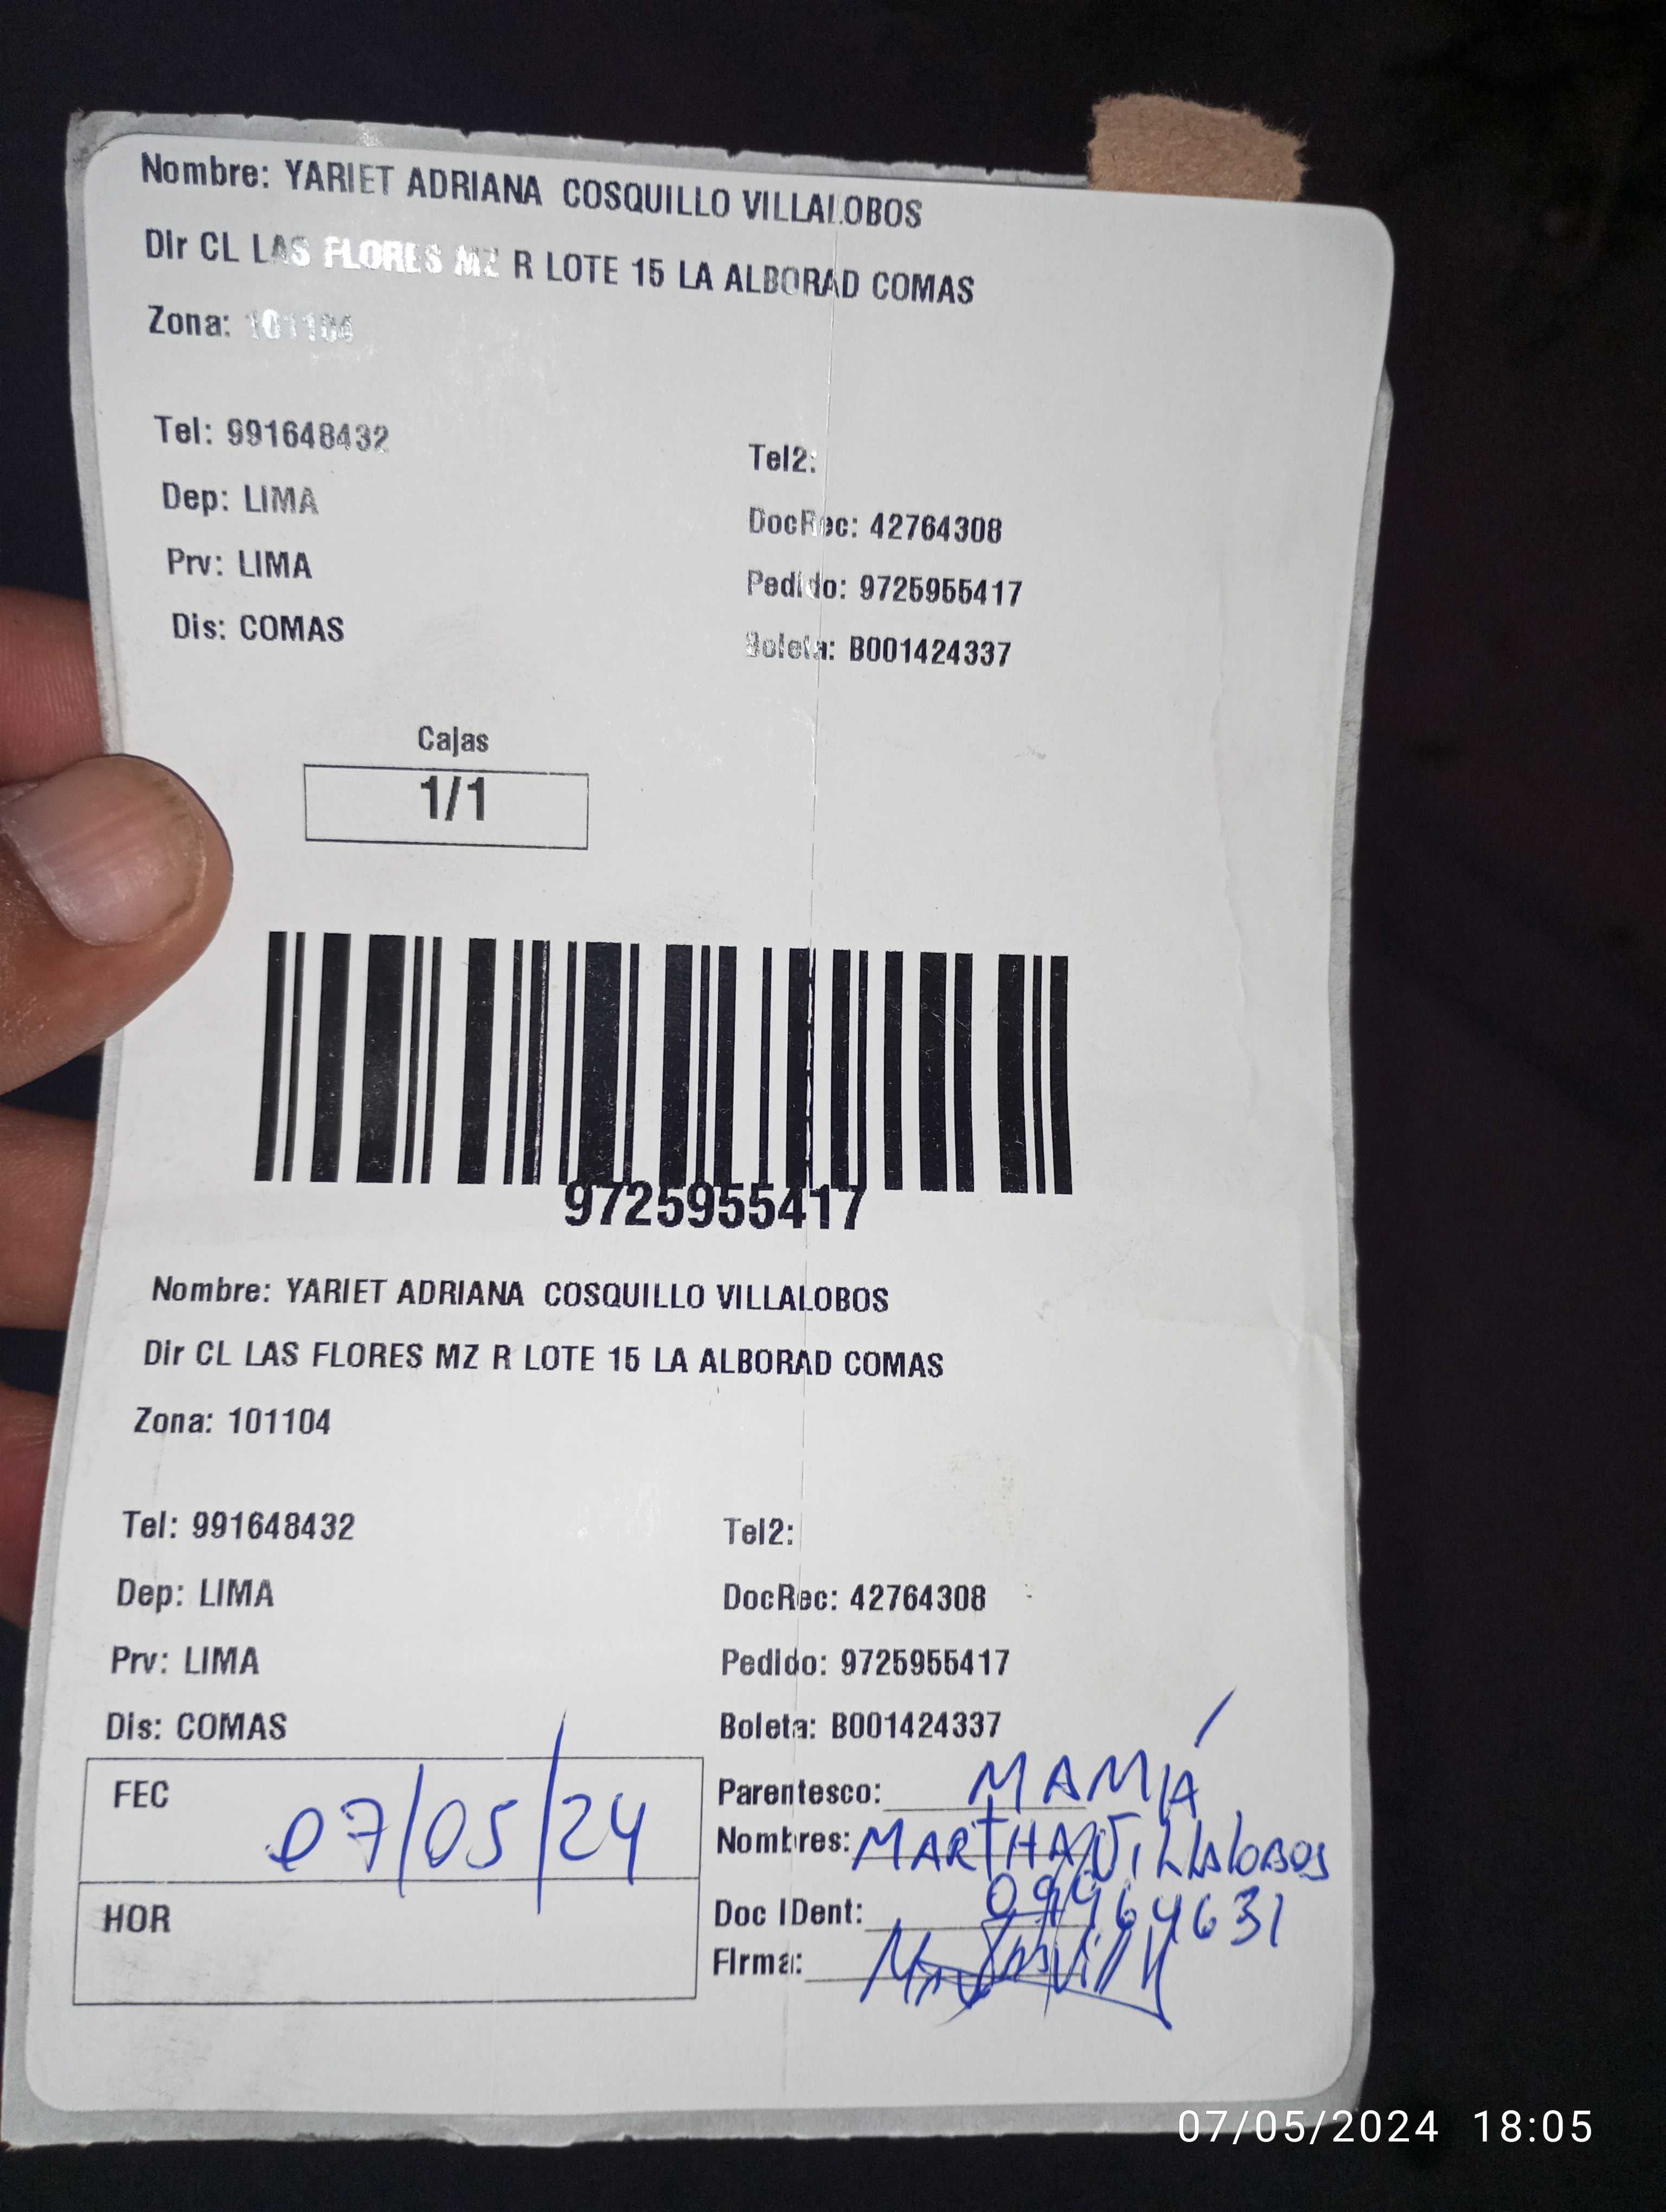 Nombre: YARIET ADRIANA COSQUILLO VILLALOBOS
Dir CL LAS FLORES MZ R LOTE 15 LA ALBORAD COMAS
Zona: 101104
Tel: 991648432
Tel2:
Dep: LIMA
DocRec: 42764308
Prv: LIMA
Pedido: 9725955417
Dis: COMAS
Boleta: B001424337
Cajas
1/1
9725955417
Nombre: YARIET ADRIANA COSQUILLO VILLALOBOS
Dir CL LAS FLORES MZ R LOTE 15 LA ALBORAD COMAS
Zona: 101104
Tel: 991648432
Tel2:
Dep: LIMA
DocRec: 42764308
Prv: LIMA
Pedido: 9725955417
Dis: COMAS
Boleta: B001424337
FEC 07/05/24
HOR
Parentesco: MAMÁ
Nombres: MARTHA VILLALOBOS
Doc IDent:
Firma:
07/05/2024 18:05